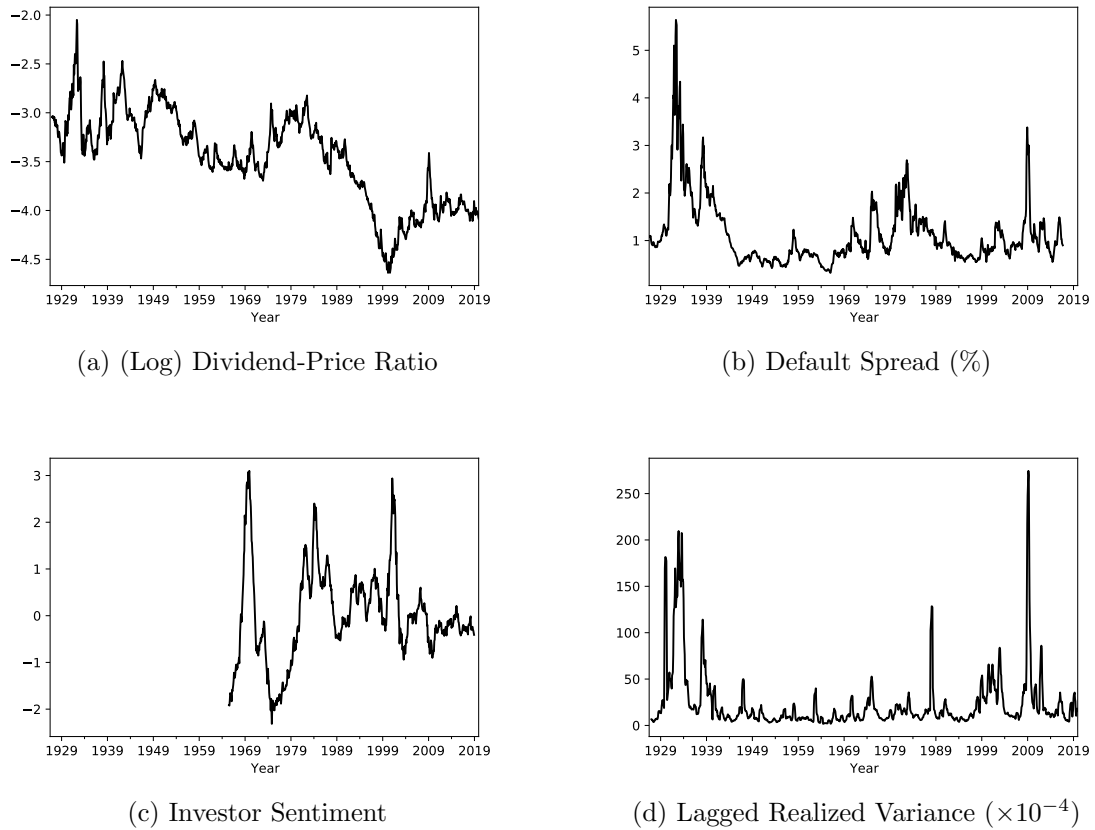 −2.0
−2.5
−3.0
−3.5
−4.0
−4.5
1929 1939 1949 1959 1969 1979 1989 1999 2009 2019
Year
(a) (Log) Dividend-Price Ratio
5
4
3
2
1
1929 1939 1949 1959 1969 1979 1989 1999 2009 2019
Year
(b) Default Spread (%)
3
2
1
0
−1
−2
1929 1939 1949 1959 1969 1979 1989 1999 2009 2019
Year
(c) Investor Sentiment
250
200
150
100
50
0
1929 1939 1949 1959 1969 1979 1989 1999 2009 2019
Year
(d) Lagged Realized Variance (×10⁻⁴)